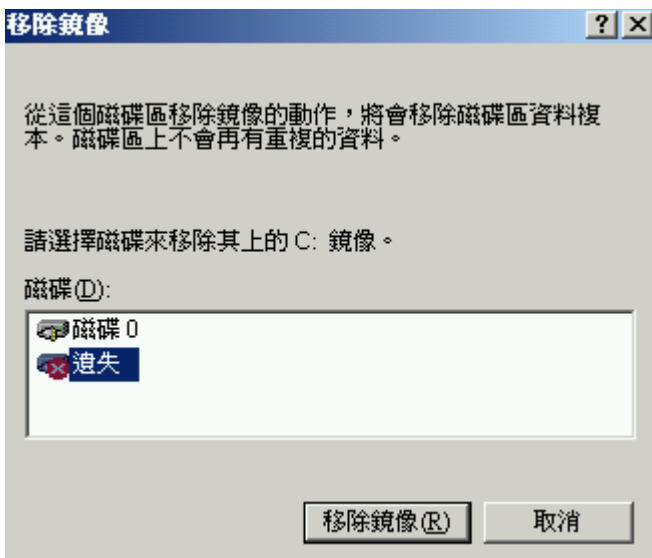 移除鏡像
從這個磁碟區移除鏡像的動作，將會移除磁碟區資料複
本。磁碟區上不會再有重複的資料。
請選擇磁碟來移除其上的 C: 鏡像。
磁碟(D):
磁碟 0
遺失
移除鏡像(R)
取消